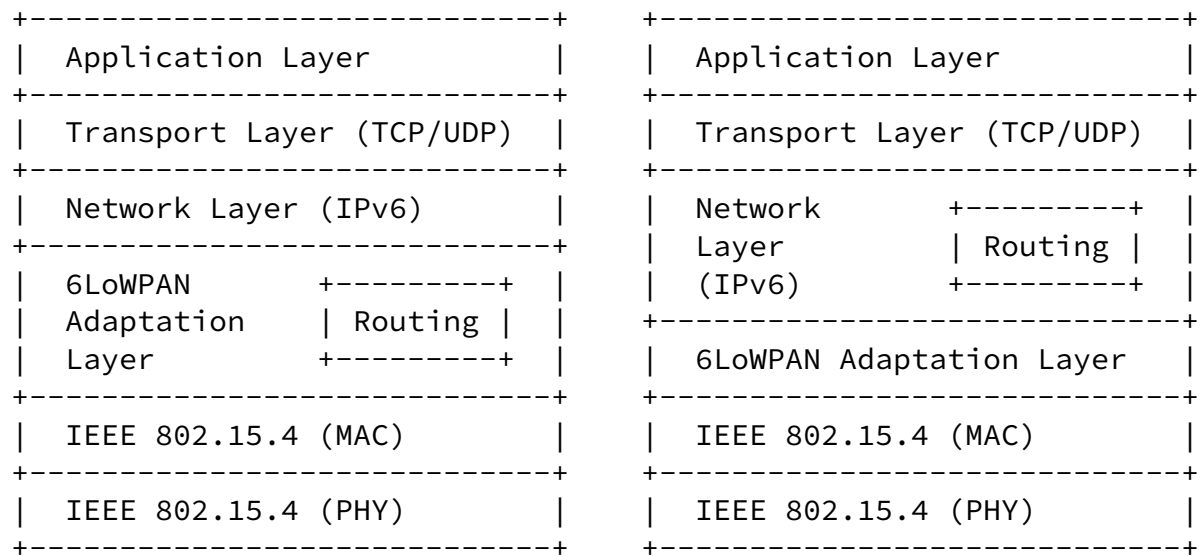 +-----------------------------+     +-----------------------------+
|  Application Layer          |     |  Application Layer          |
+-----------------------------+     +-----------------------------+
|  Transport Layer (TCP/UDP)  |     |  Transport Layer (TCP/UDP)  |
+-----------------------------+     +-----------------------------+
|  Network Layer (IPv6)       |     |  Network       +---------+  |
+-----------------------------+     |  Layer         | Routing |  |
|  6LoWPAN       +---------+  |     |  (IPv6)        +---------+  |
|  Adaptation    | Routing |  |     +-----------------------------+
|  Layer         +---------+  |     |  6LoWPAN Adaptation Layer   |
+-----------------------------+     +-----------------------------+
|  IEEE 802.15.4 (MAC)        |     |  IEEE 802.15.4 (MAC)        |
+-----------------------------+     +-----------------------------+
|  IEEE 802.15.4 (PHY)        |     |  IEEE 802.15.4 (PHY)        |
+-----------------------------+     +-----------------------------+